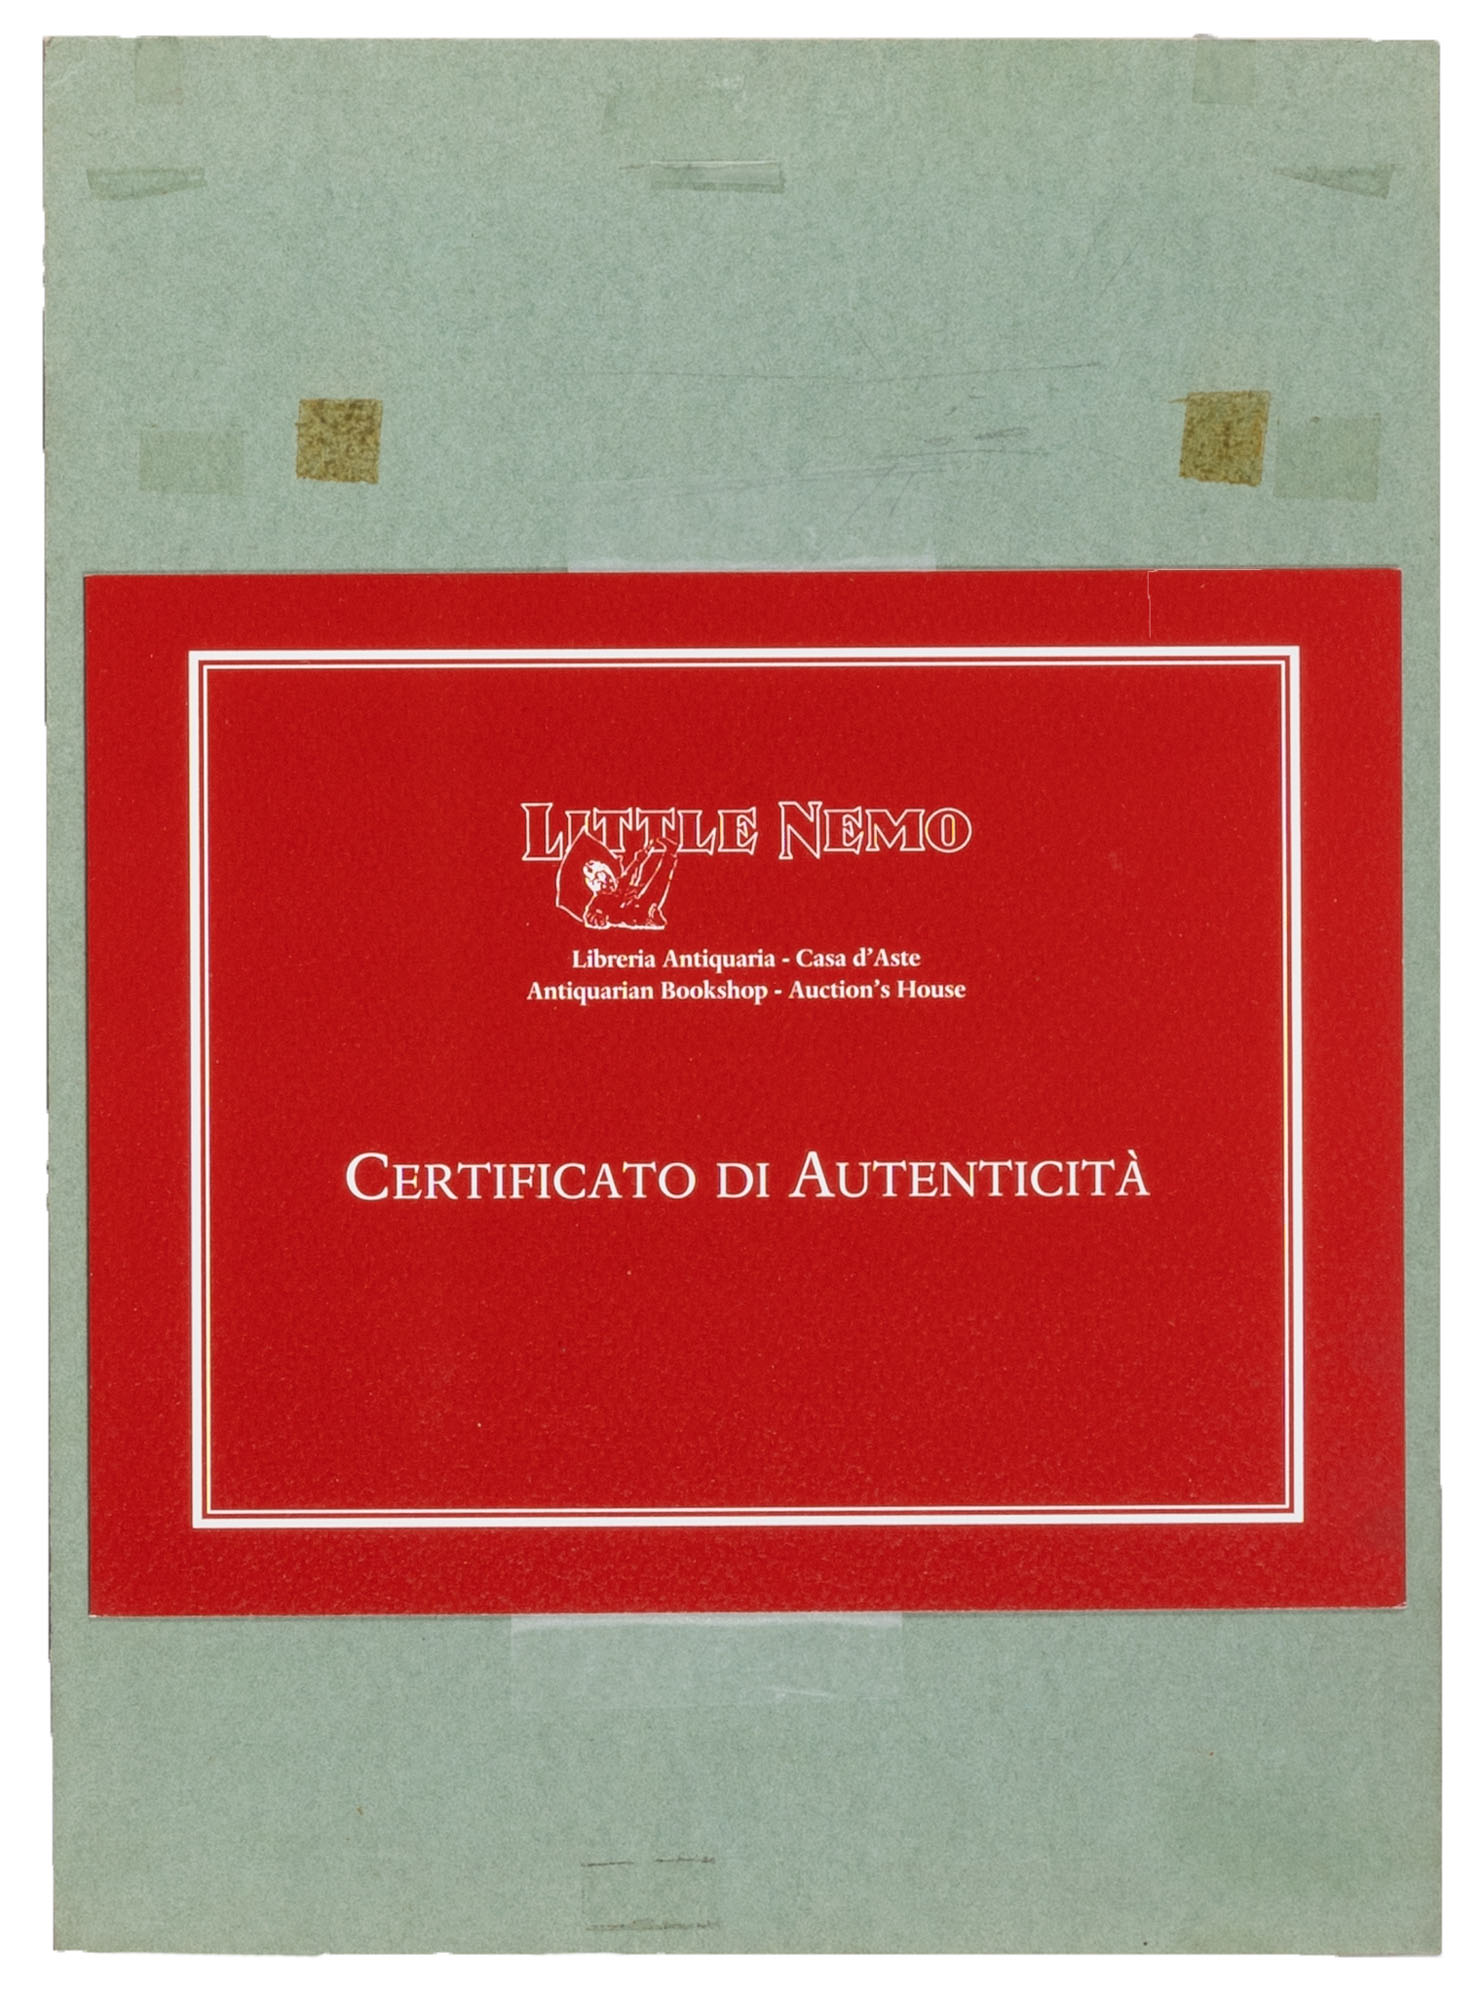 LITTLE NEMO
Libreria Antiquaria - Casa d’Aste
Antiquarian Bookshop - Auction’s House
CERTIFICATO DI AUTENTICITÀ